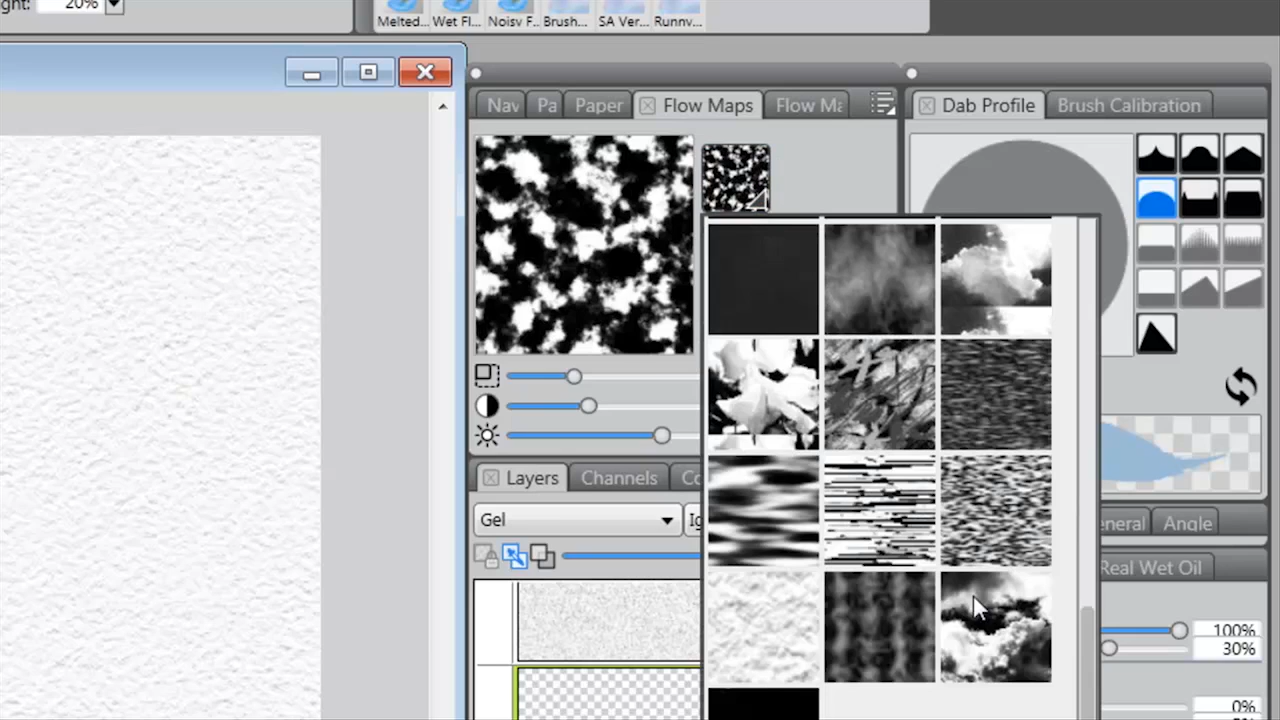 ght: 20%
Melted... Wet Fl... Noisy F... Brush... SA Ver... Runny...
Nav Pa Paper Flow Maps Flow Ma
Dab Profile Brush Calibration
Layers Channels Co
Gel Ig
eneral Angle
Real Wet Oil
100%
30%
0%